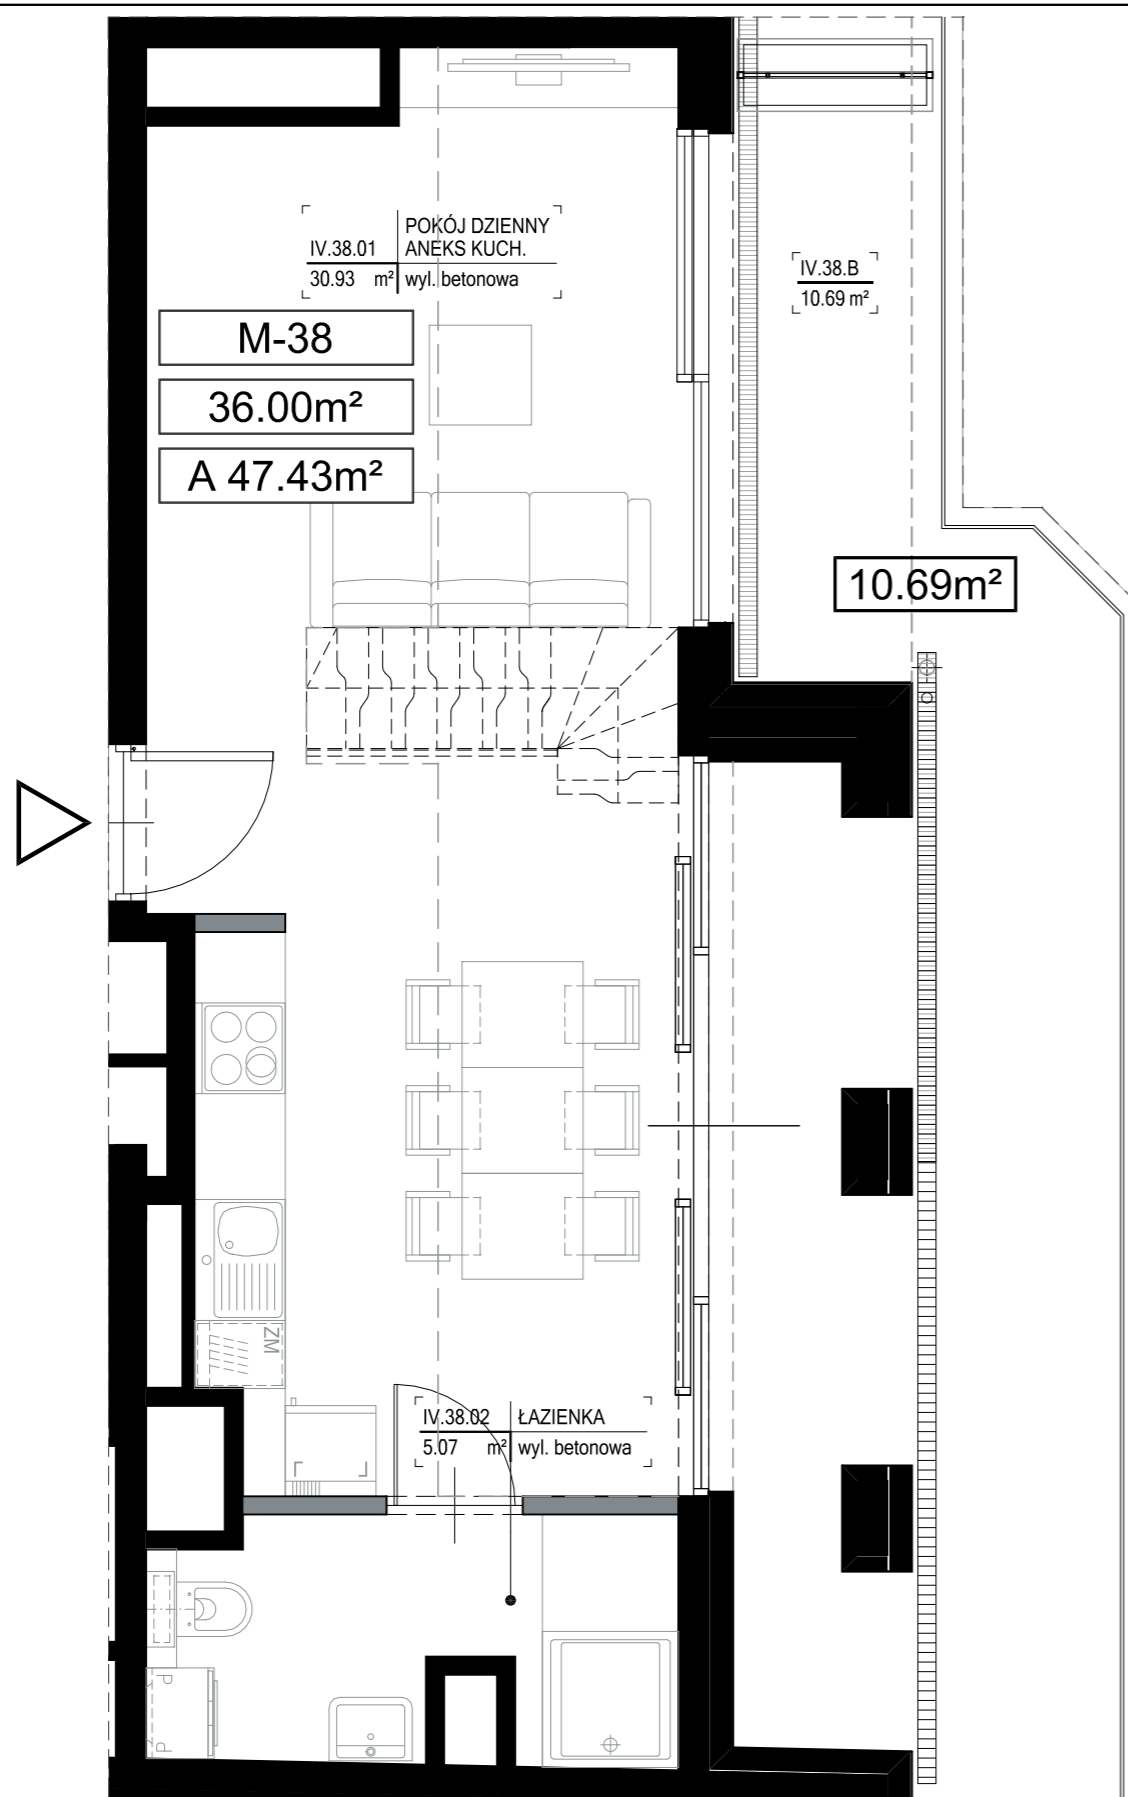 POKÓJ DZIENNY
IV.38.01 ANEKS KUCH.
30.93 m² wyl. betonowa
IV.38.B
10.69 m²
M-38
36.00m²
A 47.43m²
10.69m²
ZM
IV.38.02 ŁAZIENKA
5.07 m² wyl. betonowa
P
P